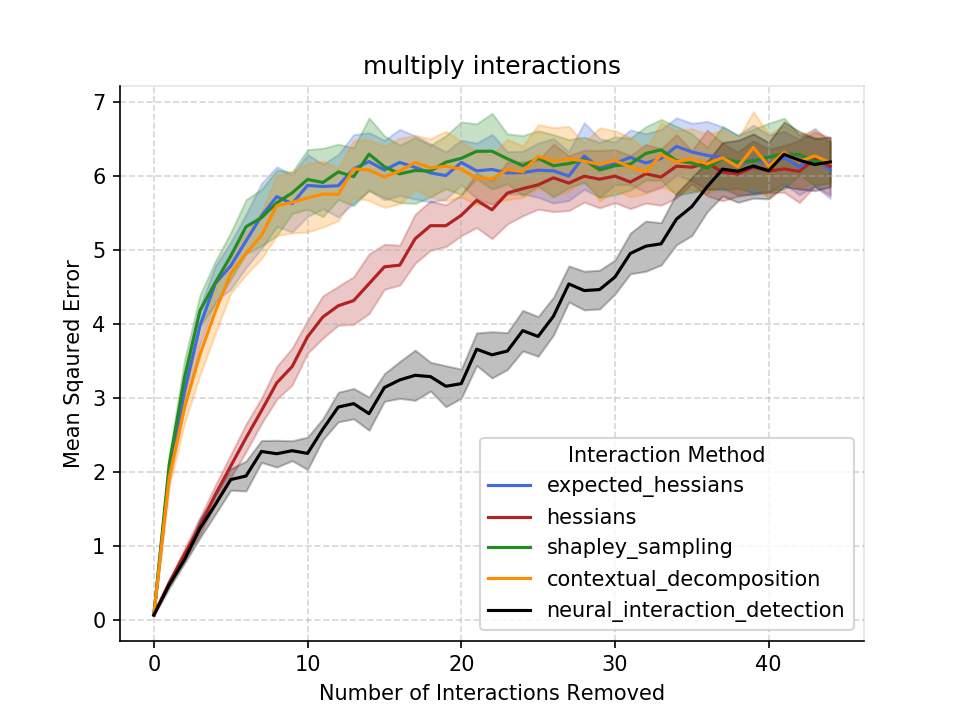 multiply interactions
7
6
5
4
3
2
1
0
Mean Sqaured Error
0 10 20 30 40
Number of Interactions Removed
Interaction Method
expected_hessians
hessians
shapley_sampling
contextual_decomposition
neural_interaction_detection